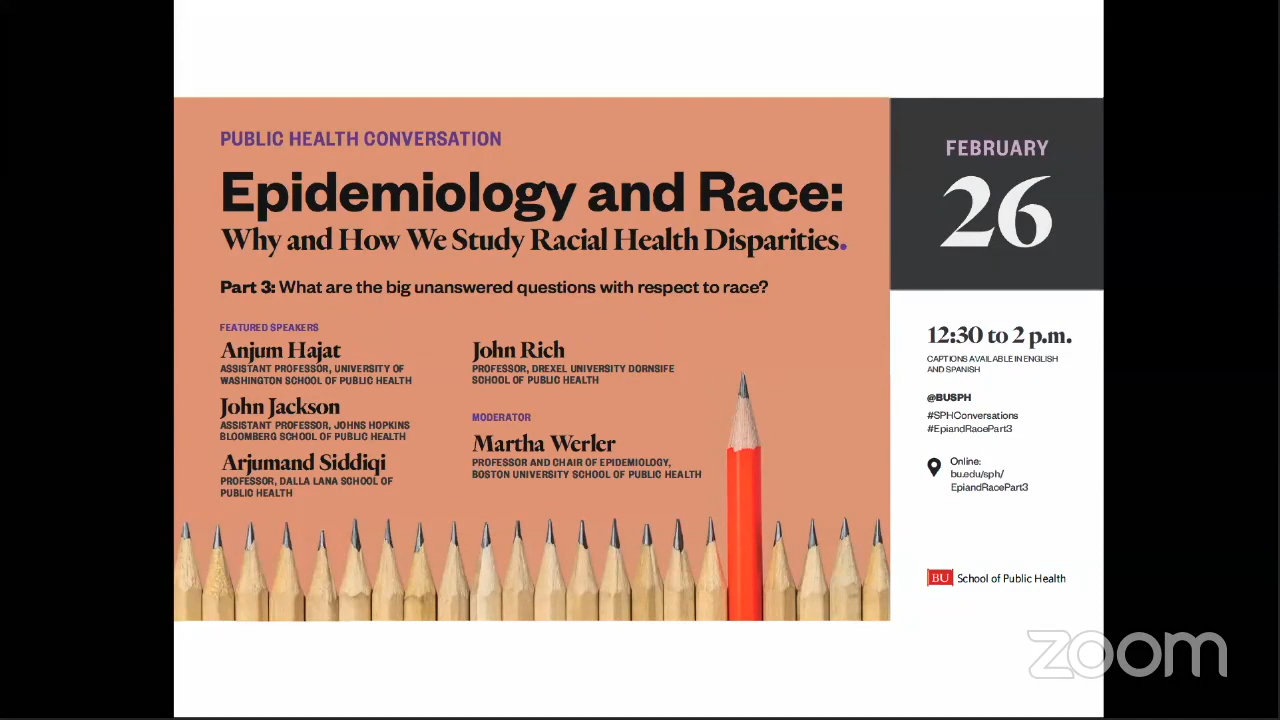 PUBLIC HEALTH CONVERSATION
Epidemiology and Race:
Why and How We Study Racial Health Disparities.
Part 3: What are the big unanswered questions with respect to race?
FEATURED SPEAKERS
Anjum Hajat
ASSISTANT PROFESSOR, UNIVERSITY OF
WASHINGTON SCHOOL OF PUBLIC HEALTH
John Jackson
ASSISTANT PROFESSOR, JOHNS HOPKINS
BLOOMBERG SCHOOL OF PUBLIC HEALTH
Arjumand Siddiqi
PROFESSOR, DALLA LANA SCHOOL OF
PUBLIC HEALTH
John Rich
PROFESSOR, DREXEL UNIVERSITY DORNSIFE
SCHOOL OF PUBLIC HEALTH
MODERATOR
Martha Werler
PROFESSOR AND CHAIR OF EPIDEMIOLOGY,
BOSTON UNIVERSITY SCHOOL OF PUBLIC HEALTH
FEBRUARY
26
12:30 to 2 p.m.
CAPTIONS AVAILABLE IN ENGLISH
AND SPANISH
@BUSPH
#SPHConversations
#EpiandRacePart3
Online:
bu.edu/sph/
EpiandRacePart3
BU School of Public Health
zoom